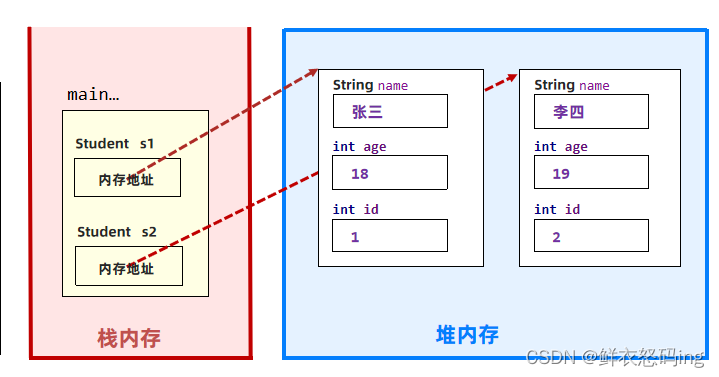 main…
Student s1
内存地址
Student s2
内存地址
栈内存
String name
张三
int age
18
int id
1
String name
李四
int age
19
int id
2
堆内存
CSDN @鲜衣怒码ing